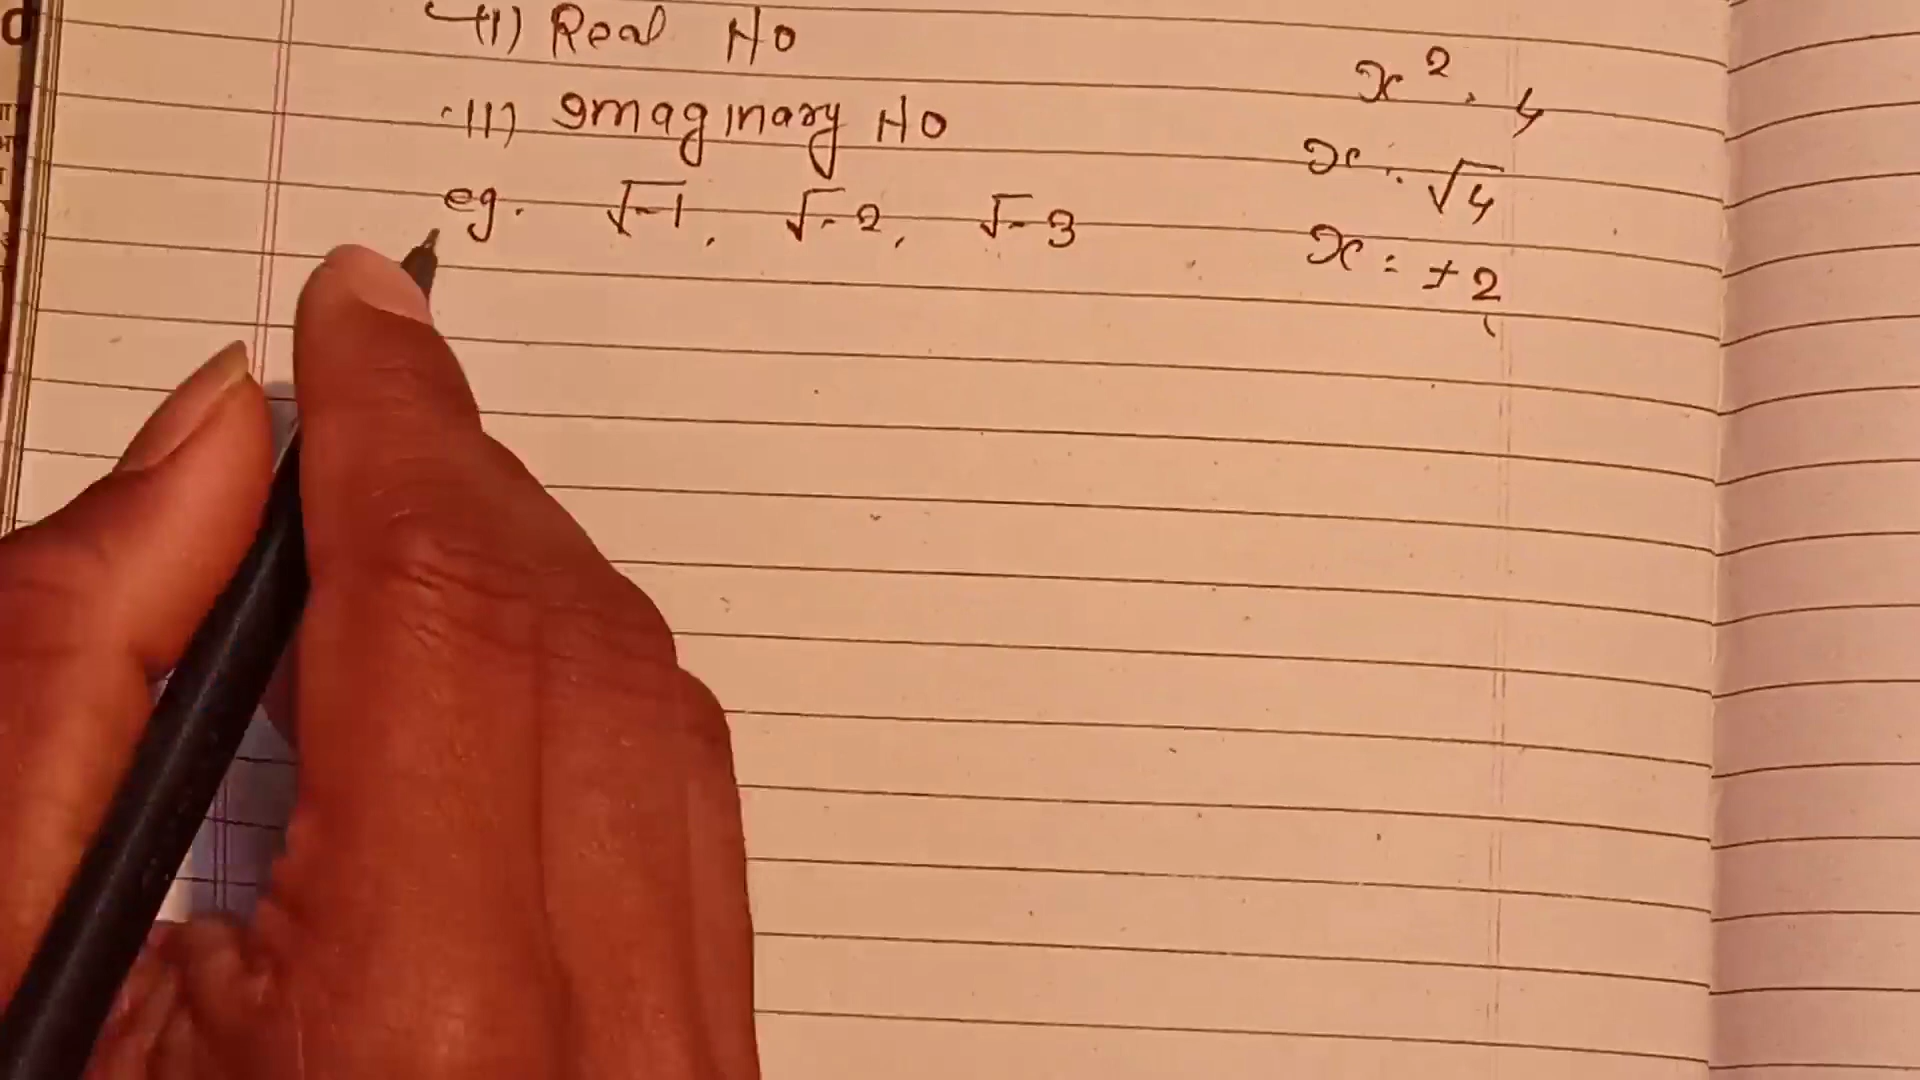 (I) Real No
(II) Imaginary No
eg. √-1, √-2, √-3
x² = 4
x = √4
x = ±2